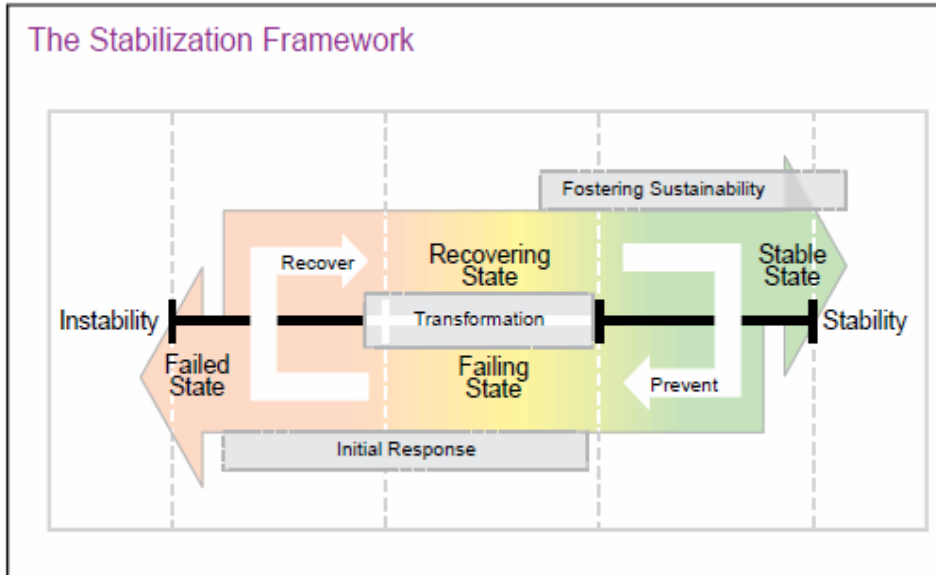 The Stabilization Framework
Fostering Sustainability
Recover
Recovering
State
Stable
State
Instability
Transformation
Stability
Failed
State
Failing
State
Prevent
Initial Response